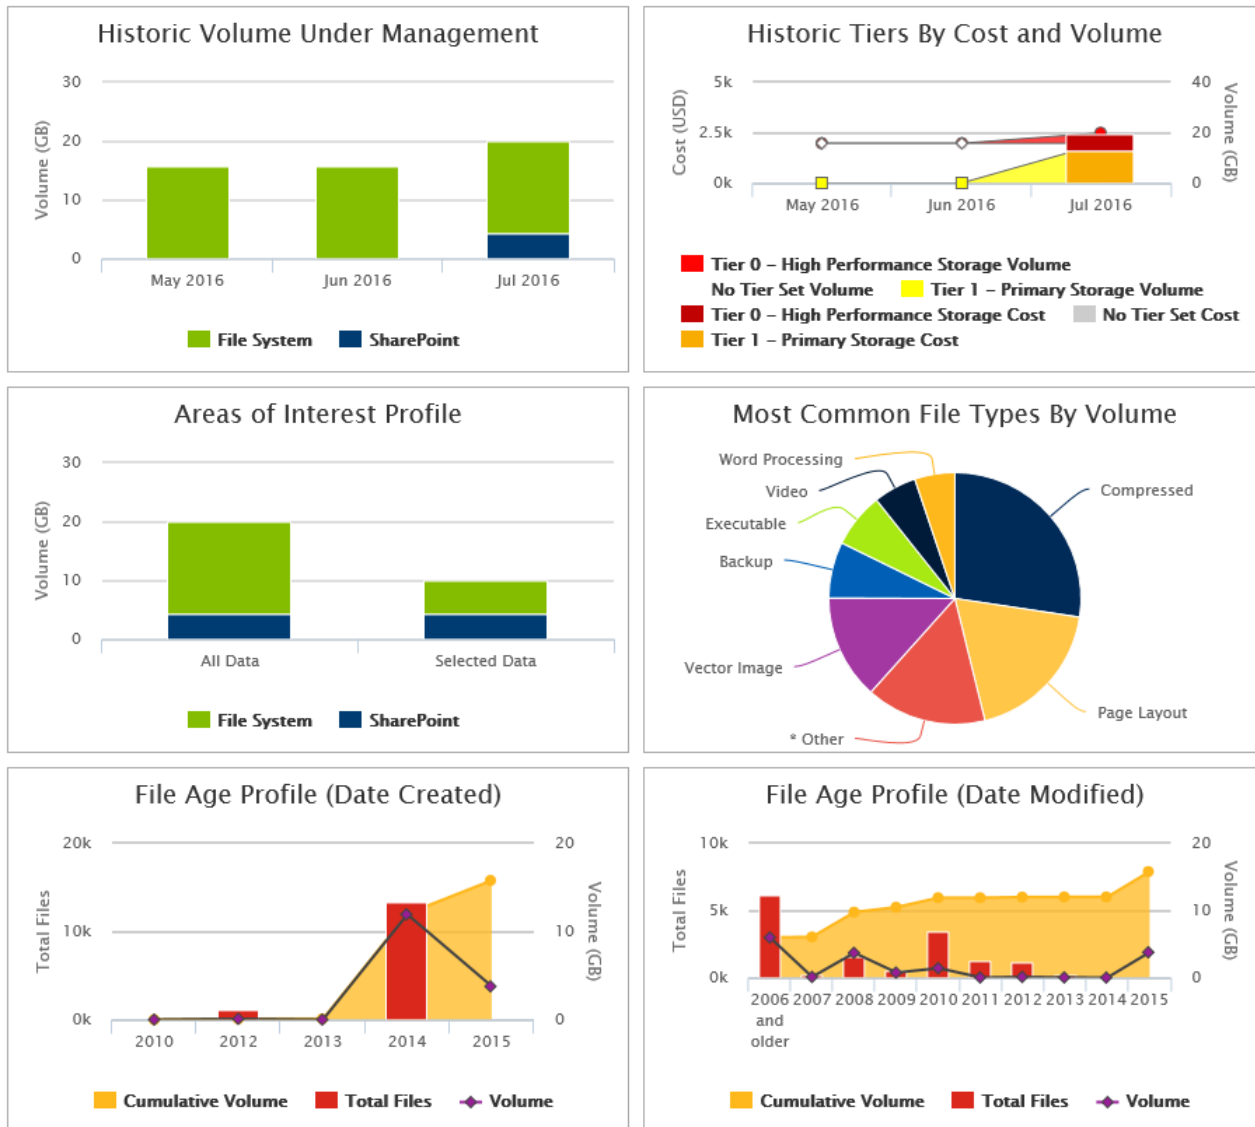 Historic Volume Under Management
30
20
10
0
Volume (GB)
May 2016
Jun 2016
Jul 2016
File System
SharePoint
Historic Tiers By Cost and Volume
5k
2.5k
0k
Cost (USD)
40
20
0
Volume (GB)
May 2016
Jun 2016
Jul 2016
Tier 0 – High Performance Storage Volume
No Tier Set Volume
Tier 1 – Primary Storage Volume
Tier 0 – High Performance Storage Cost
No Tier Set Cost
Tier 1 – Primary Storage Cost
Areas of Interest Profile
30
20
10
0
Volume (GB)
All Data
Selected Data
File System
SharePoint
Most Common File Types By Volume
Word Processing
Video
Executable
Backup
Vector Image
* Other
Compressed
Page Layout
File Age Profile (Date Created)
20k
10k
0k
Total Files
20
10
0
Volume (GB)
2010
2012
2013
2014
2015
Cumulative Volume
Total Files
Volume
File Age Profile (Date Modified)
10k
5k
0k
Total Files
20
10
0
Volume (GB)
2006
and
older
2007
2008
2009
2010
2011
2012
2013
2014
2015
Cumulative Volume
Total Files
Volume